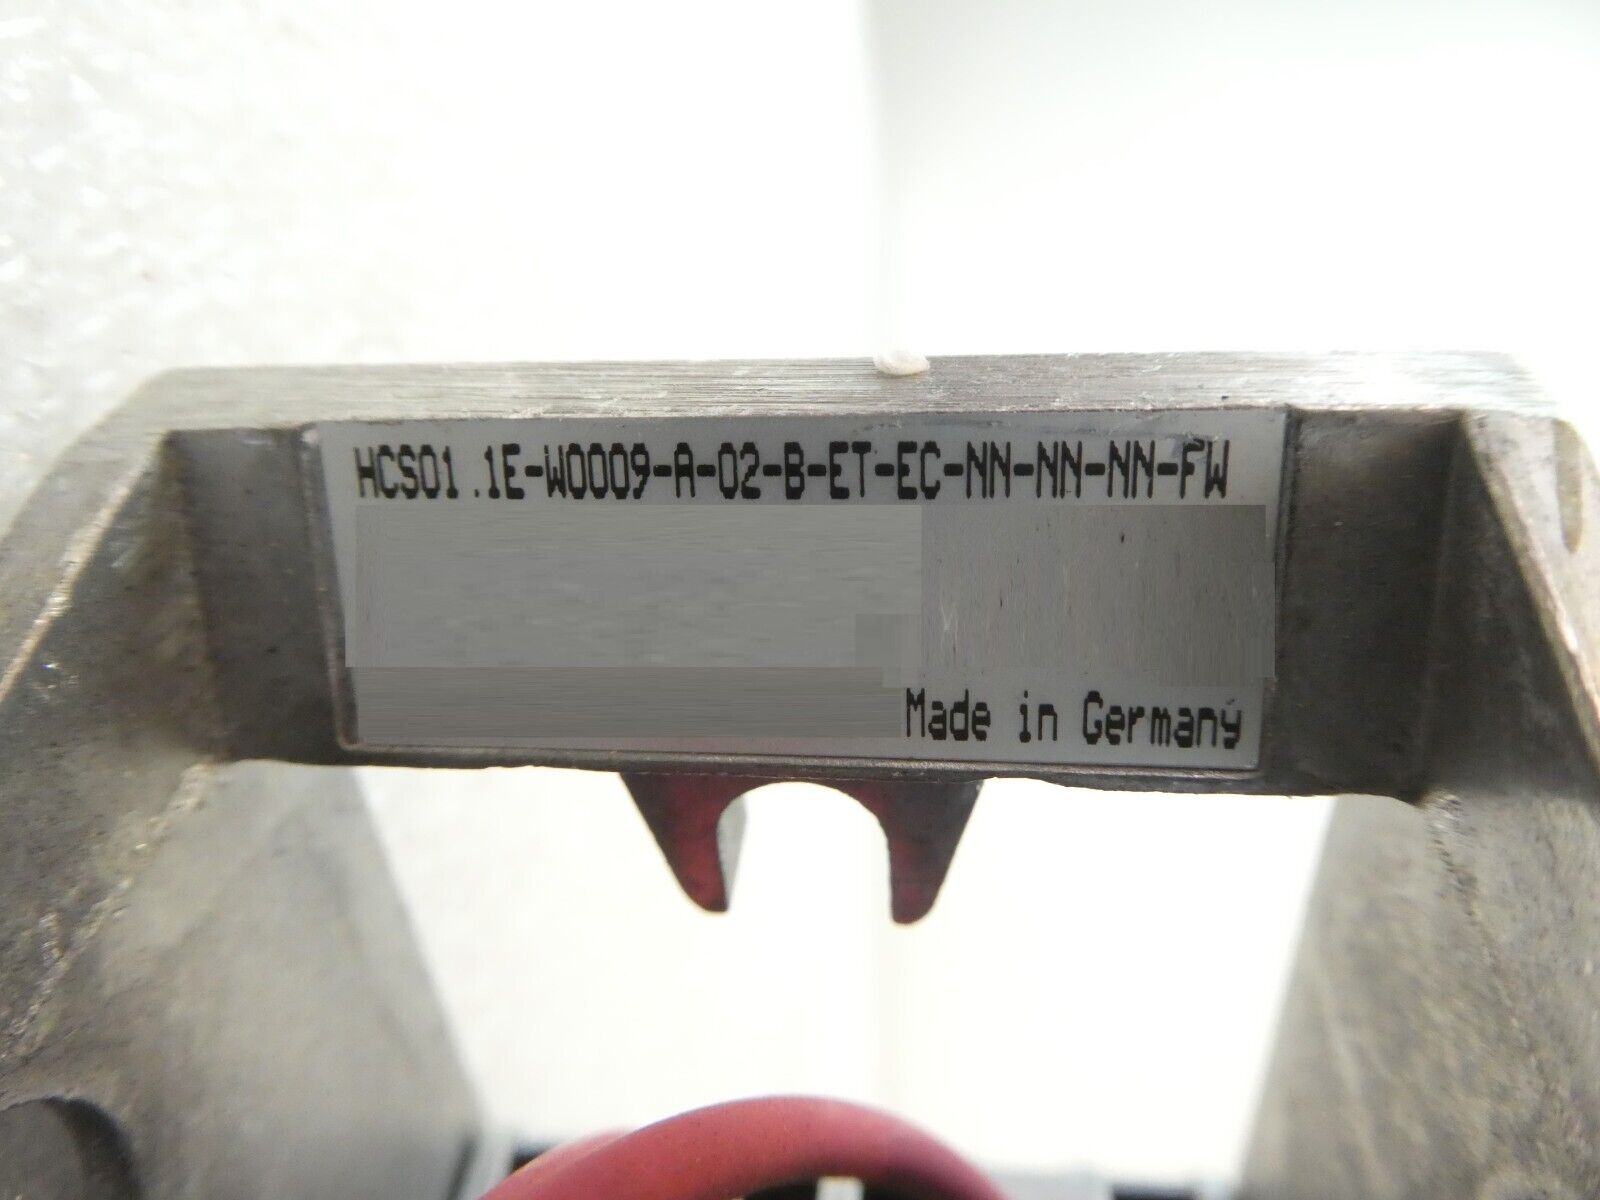 HCS01.1E-W0009-A-02-B-ET-EC-NN-NN-NN-FW
Made in Germany